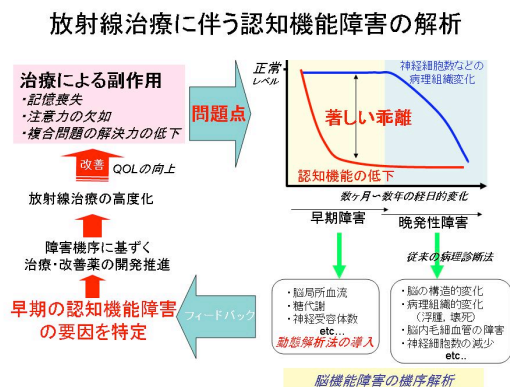 放射線治療に伴う認知機能障害の解析
治療による副作用
・記憶喪失
・注意力の欠如
・複合問題の解決力の低下
問題点
正常
レベル
神経細胞数などの
病理組織変化
著しい乖離
認知機能の低下
数ヶ月~数年の経日的変化
早期障害
晩発性障害
改善
QOLの向上
放射線治療の高度化
障害機序に基ずく
治療・改善薬の開発推進
早期の認知機能障害
の要因を特定
フィードバック
・脳局所血流
・糖代謝
・神経受容体数
etc...
動態解析法の導入
従来の病理診断法
・脳の構造的変化
・病理組織的変化
(浮腫、壊死)
・脳内毛細血管の障害
・神経細胞数の減少
etc..
脳機能障害の機序解析